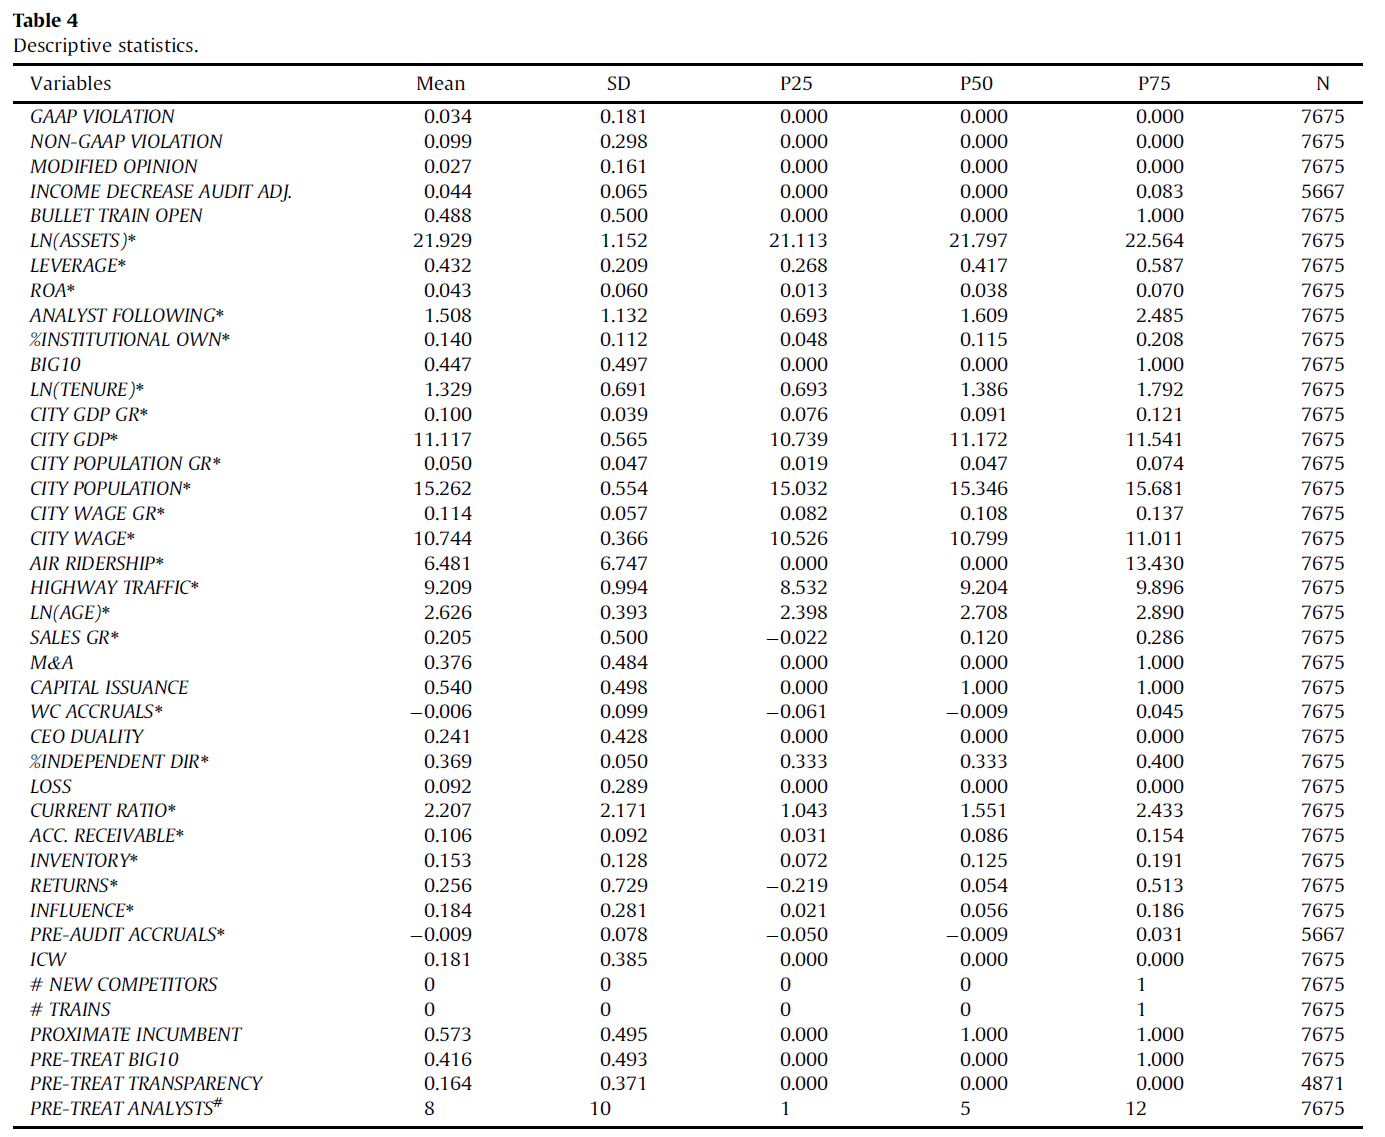 Table 4
Descriptive statistics.
Variables Mean SD P25 P50 P75 N
GAAP VIOLATION 0.034 0.181 0.000 0.000 0.000 7675
NON-GAAP VIOLATION 0.099 0.298 0.000 0.000 0.000 7675
MODIFIED OPINION 0.027 0.161 0.000 0.000 0.000 7675
INCOME DECREASE AUDIT ADJ. 0.044 0.065 0.000 0.000 0.083 5667
BULLET TRAIN OPEN 0.488 0.500 0.000 0.000 1.000 7675
LN(ASSETS)* 21.929 1.152 21.113 21.797 22.564 7675
LEVERAGE* 0.432 0.209 0.268 0.417 0.587 7675
ROA* 0.043 0.060 0.013 0.038 0.070 7675
ANALYST FOLLOWING* 1.508 1.132 0.693 1.609 2.485 7675
%INSTITUTIONAL OWN* 0.140 0.112 0.048 0.115 0.208 7675
BIG10 0.447 0.497 0.000 0.000 1.000 7675
LN(TENURE)* 1.329 0.691 0.693 1.386 1.792 7675
CITY GDP GR* 0.100 0.039 0.076 0.091 0.121 7675
CITY GDP* 11.117 0.565 10.739 11.172 11.541 7675
CITY POPULATION GR* 0.050 0.047 0.019 0.047 0.074 7675
CITY POPULATION* 15.262 0.554 15.032 15.346 15.681 7675
CITY WAGE GR* 0.114 0.057 0.082 0.108 0.137 7675
CITY WAGE* 10.744 0.366 10.526 10.799 11.011 7675
AIR RIDERSHIP* 6.481 6.747 0.000 0.000 13.430 7675
HIGHWAY TRAFFIC* 9.209 0.994 8.532 9.204 9.896 7675
LN(AGE)* 2.626 0.393 2.398 2.708 2.890 7675
SALES GR* 0.205 0.500 −0.022 0.120 0.286 7675
M&A 0.376 0.484 0.000 0.000 1.000 7675
CAPITAL ISSUANCE 0.540 0.498 0.000 1.000 1.000 7675
WC ACCRUALS* −0.006 0.099 −0.061 −0.009 0.045 7675
CEO DUALITY 0.241 0.428 0.000 0.000 0.000 7675
%INDEPENDENT DIR* 0.369 0.050 0.333 0.333 0.400 7675
LOSS 0.092 0.289 0.000 0.000 0.000 7675
CURRENT RATIO* 2.207 2.171 1.043 1.551 2.433 7675
ACC. RECEIVABLE* 0.106 0.092 0.031 0.086 0.154 7675
INVENTORY* 0.153 0.128 0.072 0.125 0.191 7675
RETURNS* 0.256 0.729 −0.219 0.054 0.513 7675
INFLUENCE* 0.184 0.281 0.021 0.056 0.186 7675
PRE-AUDIT ACCRUALS* −0.009 0.078 −0.050 −0.009 0.031 5667
ICW 0.181 0.385 0.000 0.000 0.000 7675
# NEW COMPETITORS 0 0 0 0 1 7675
# TRAINS 0 0 0 0 1 7675
PROXIMATE INCUMBENT 0.573 0.495 0.000 1.000 1.000 7675
PRE-TREAT BIG10 0.416 0.493 0.000 0.000 1.000 7675
PRE-TREAT TRANSPARENCY 0.164 0.371 0.000 0.000 0.000 4871
PRE-TREAT ANALYSTS# 8 10 1 5 12 7675